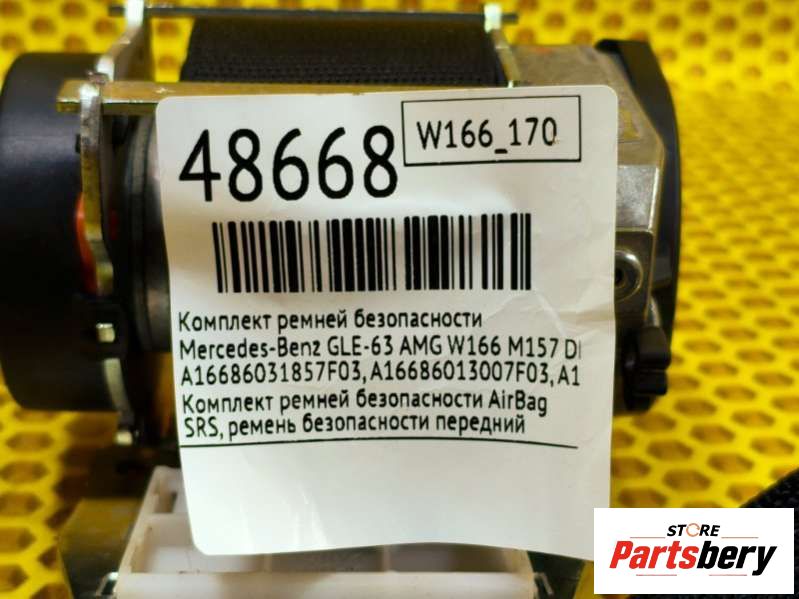 48668
W166_170
Комплект ремней безопасности
Mercedes-Benz GLE-63 AMG W166 M157
A16686031857F03, A16686013007F03, A1
Комплект ремней безопасности AirBag
SRS, ремень безопасности передний
STORE
Partsbery